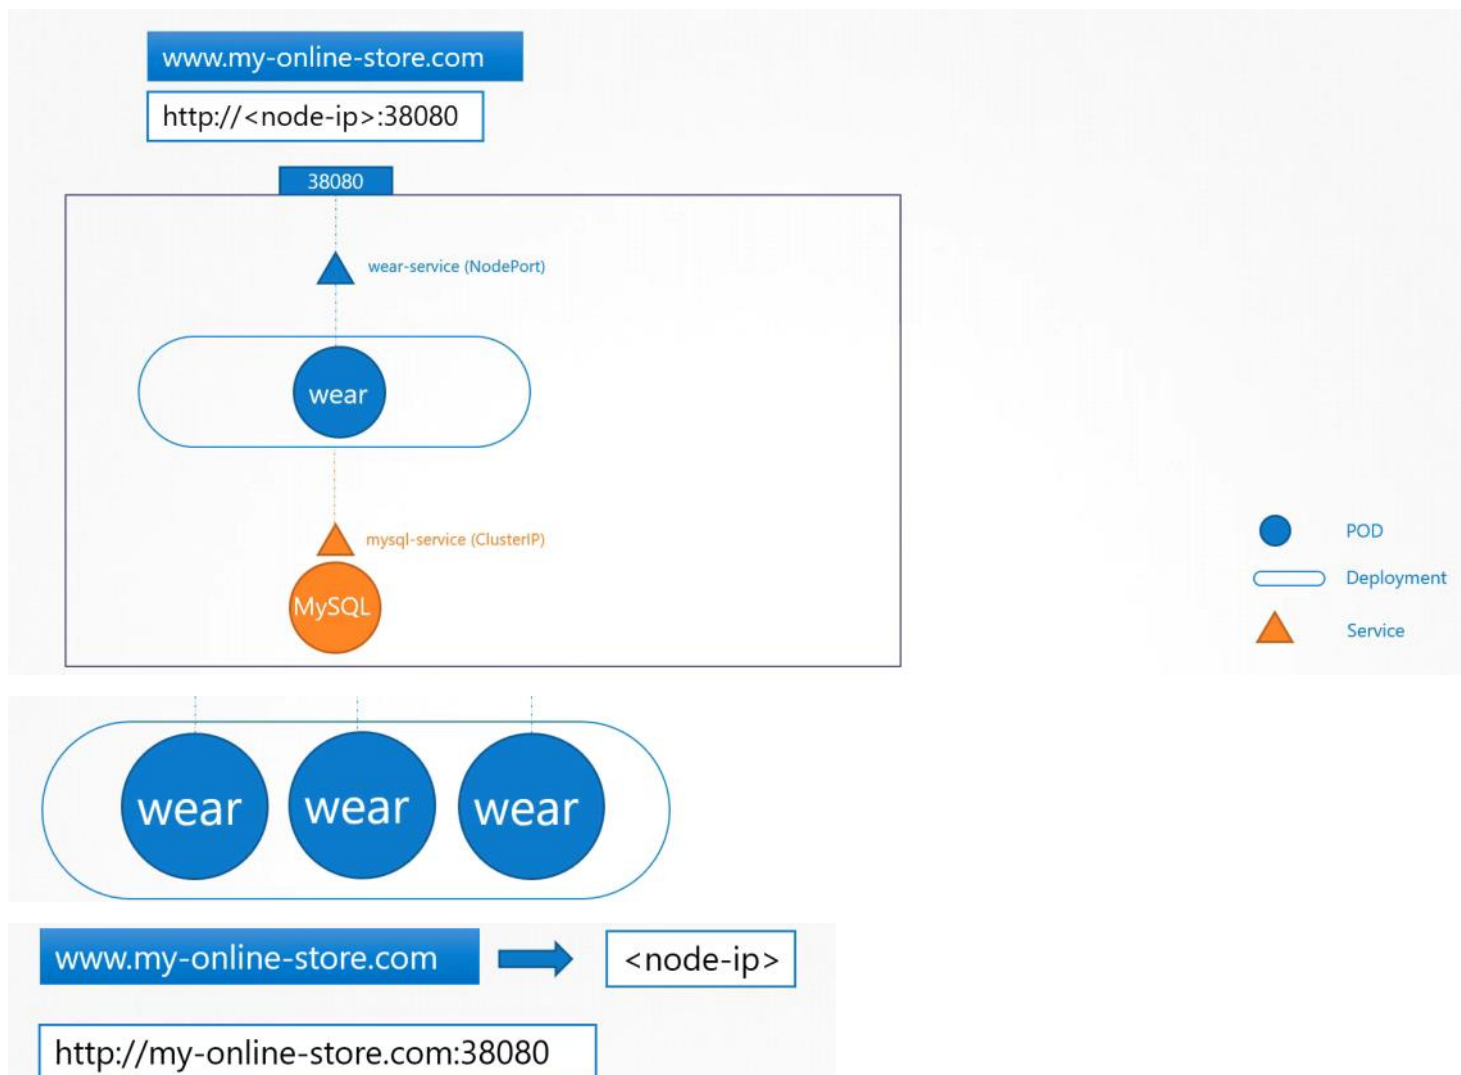 www.my-online-store.com
http://<node-ip>:38080
38080
wear-service (NodePort)
wear
mysql-service (ClusterIP)
MySQL
POD
Deployment
Service
wear wear wear
www.my-online-store.com <node-ip>
http://my-online-store.com:38080